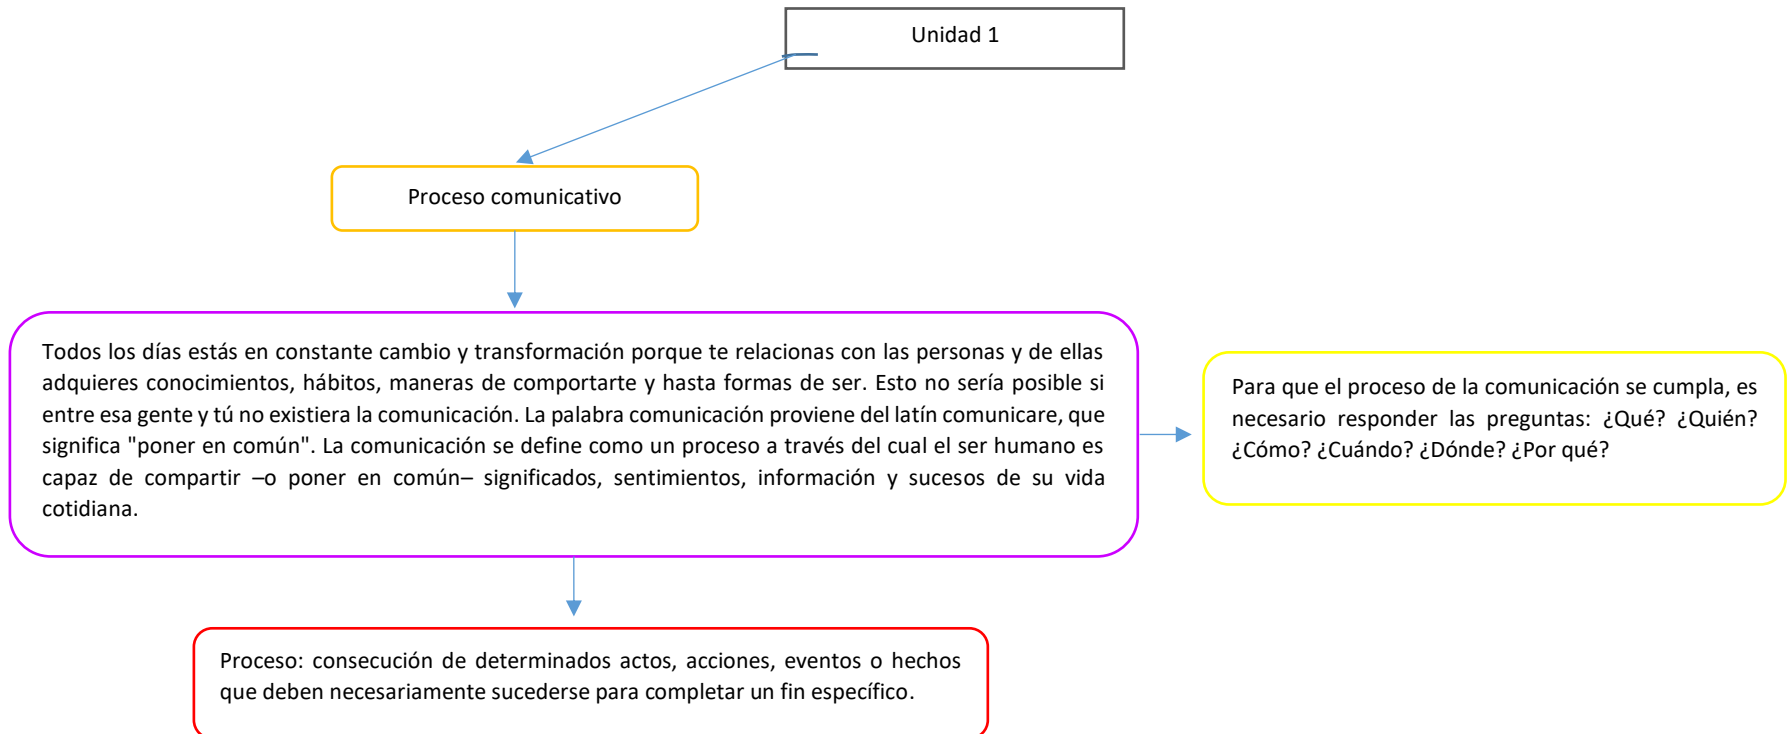 Unidad 1
Proceso comunicativo
Todos los días estás en constante cambio y transformación porque te relacionas con las personas y de ellas
adquieres conocimientos, hábitos, maneras de comportarte y hasta formas de ser. Esto no sería posible si
entre esa gente y tú no existiera la comunicación. La palabra comunicación proviene del latín comunicare, que
significa "poner en común". La comunicación se define como un proceso a través del cual el ser humano es
capaz de compartir –o poner en común– significados, sentimientos, información y sucesos de su vida
cotidiana.
Para que el proceso de la comunicación se cumpla, es
necesario responder las preguntas: ¿Qué? ¿Quién?
¿Cómo? ¿Cuándo? ¿Dónde? ¿Por qué?
Proceso: consecución de determinados actos, acciones, eventos o hechos
que deben necesariamente sucederse para completar un fin específico.